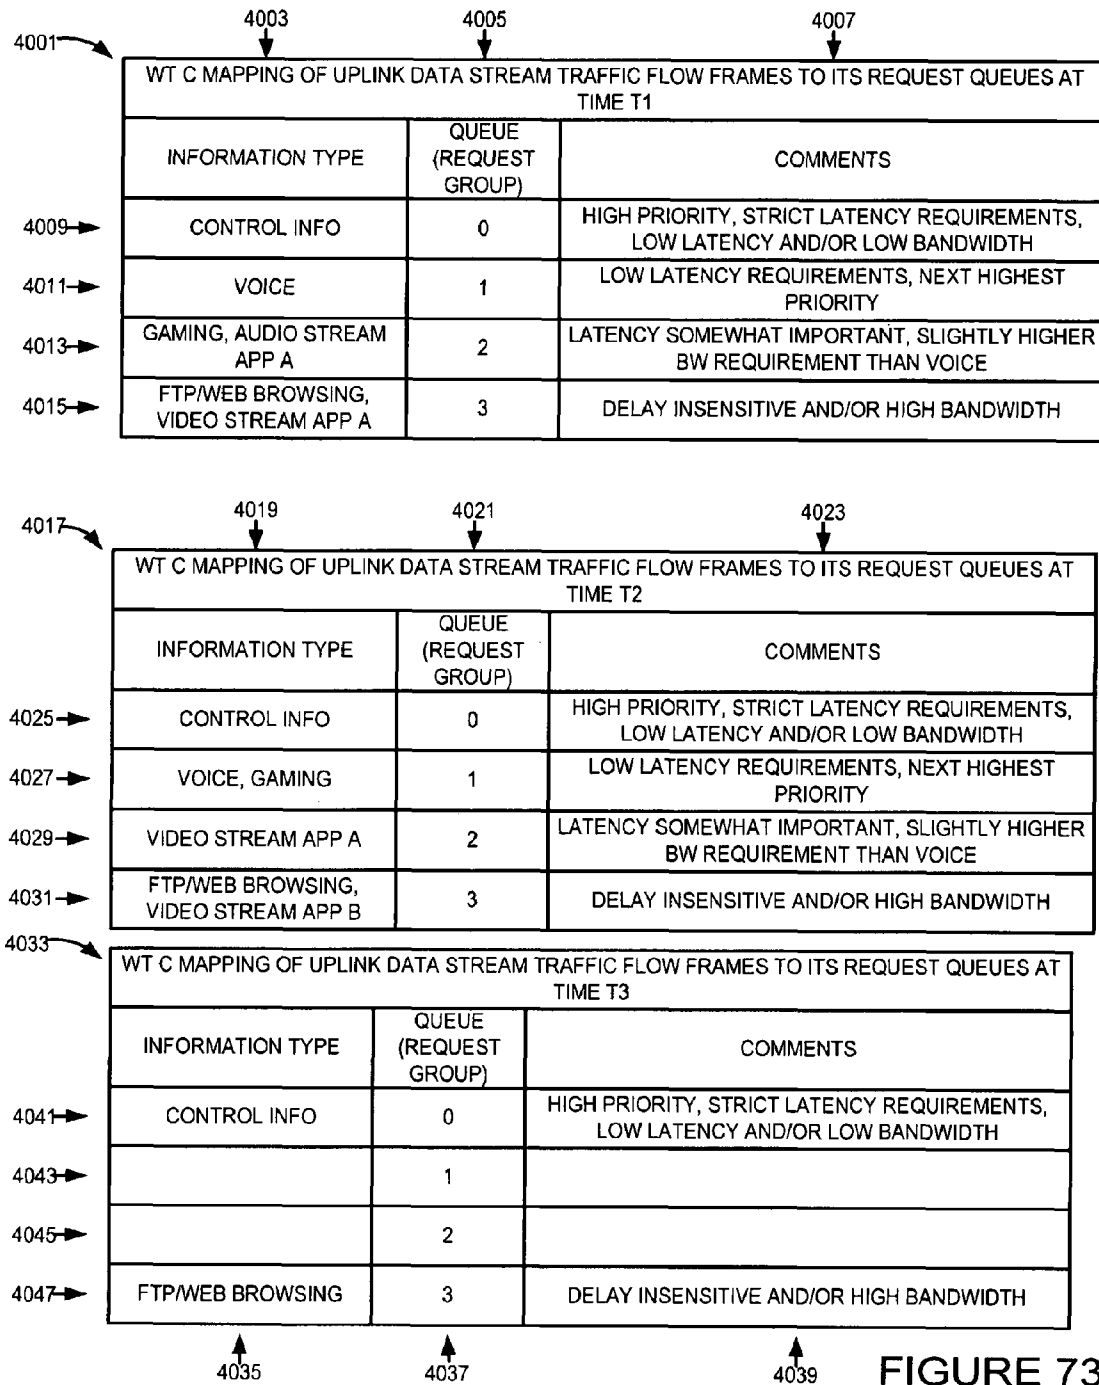 4003 4005 4007
4001
WT C MAPPING OF UPLINK DATA STREAM TRAFFIC FLOW FRAMES TO ITS REQUEST QUEUES AT
TIME T1
INFORMATION TYPE
QUEUE
(REQUEST
GROUP)
COMMENTS
4009
CONTROL INFO
0
HIGH PRIORITY, STRICT LATENCY REQUIREMENTS,
LOW LATENCY AND/OR LOW BANDWIDTH
4011
VOICE
1
LOW LATENCY REQUIREMENTS, NEXT HIGHEST
PRIORITY
4013
GAMING, AUDIO STREAM
APP A
2
LATENCY SOMEWHAT IMPORTANT, SLIGHTLY HIGHER
BW REQUIREMENT THAN VOICE
4015
FTP/WEB BROWSING,
VIDEO STREAM APP A
3
DELAY INSENSITIVE AND/OR HIGH BANDWIDTH
4019 4021 4023
4017
WT C MAPPING OF UPLINK DATA STREAM TRAFFIC FLOW FRAMES TO ITS REQUEST QUEUES AT
TIME T2
INFORMATION TYPE
QUEUE
(REQUEST
GROUP)
COMMENTS
4025
CONTROL INFO
0
HIGH PRIORITY, STRICT LATENCY REQUIREMENTS,
LOW LATENCY AND/OR LOW BANDWIDTH
4027
VOICE, GAMING
1
LOW LATENCY REQUIREMENTS, NEXT HIGHEST
PRIORITY
4029
VIDEO STREAM APP A
2
LATENCY SOMEWHAT IMPORTANT, SLIGHTLY HIGHER
BW REQUIREMENT THAN VOICE
4031
FTP/WEB BROWSING,
VIDEO STREAM APP B
3
DELAY INSENSITIVE AND/OR HIGH BANDWIDTH
4033
WT C MAPPING OF UPLINK DATA STREAM TRAFFIC FLOW FRAMES TO ITS REQUEST QUEUES AT
TIME T3
INFORMATION TYPE
QUEUE
(REQUEST
GROUP)
COMMENTS
4041
CONTROL INFO
0
HIGH PRIORITY, STRICT LATENCY REQUIREMENTS,
LOW LATENCY AND/OR LOW BANDWIDTH
4043
1
4045
2
4047
FTP/WEB BROWSING
3
DELAY INSENSITIVE AND/OR HIGH BANDWIDTH
4035 4037 4039
FIGURE 73